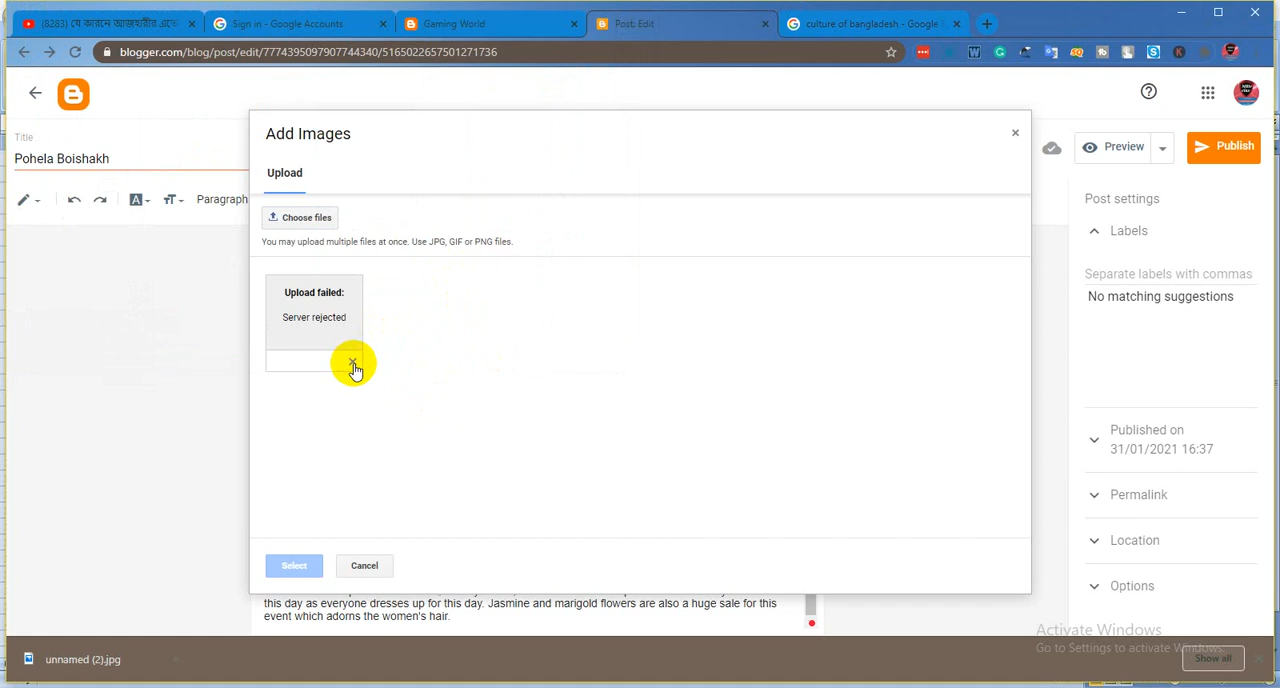 (8283) যে কারনে আজহারীর এতে
Sign in - Google Accounts
Gaming World
Post: Edit
culture of bangladesh - Google
blogger.com/blog/post/edit/7774395097907744340/5165022657501271736
Title
Pohela Boishakh
Preview
Publish
Paragraph
Add Images
Upload
Choose files
You may upload multiple files at once. Use JPG, GIF or PNG files.
Upload failed:
Server rejected
Select
Cancel
Post settings
Labels
Separate labels with commas
No matching suggestions
Published on
31/01/2021 16:37
Permalink
Location
Options
this day as everyone dresses up for this day. Jasmine and marigold flowers are also a huge sale for this
event which adorns the women's hair.
Activate Windows
Go to Settings to activate Windows.
unnamed (2).jpg
Show all